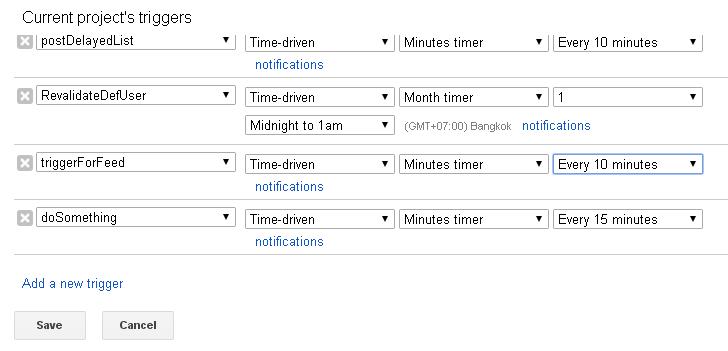 Current project's triggers
postDelayedList Time-driven Minutes timer Every 10 minutes
notifications
RevalidateDefUser Time-driven Month timer 1
Midnight to 1am (GMT+07:00) Bangkok notifications
triggerForFeed Time-driven Minutes timer Every 10 minutes
notifications
doSomething Time-driven Minutes timer Every 15 minutes
notifications
Add a new trigger
Save Cancel